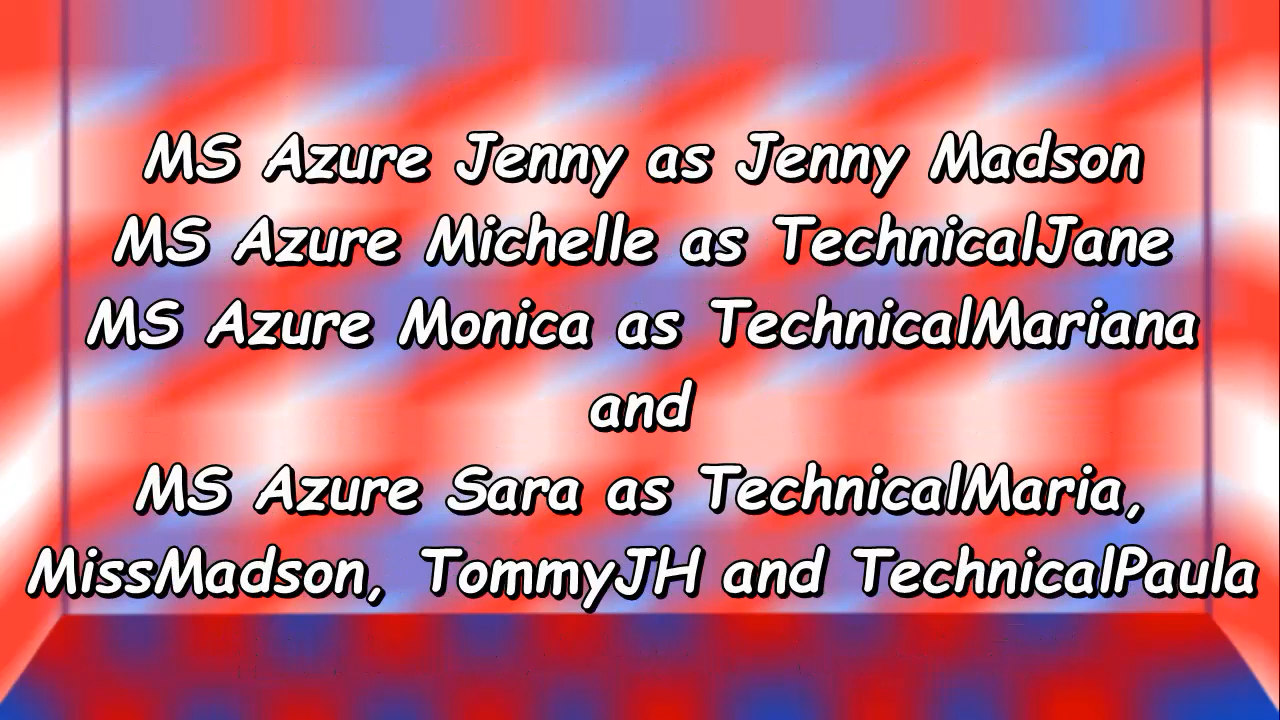 MS Azure Jenny as Jenny Madson
MS Azure Michelle as TechnicalJane
MS Azure Monica as TechnicalMariana
and
MS Azure Sara as TechnicalMaria,
MissMadson, TommyJH and TechnicalPaula